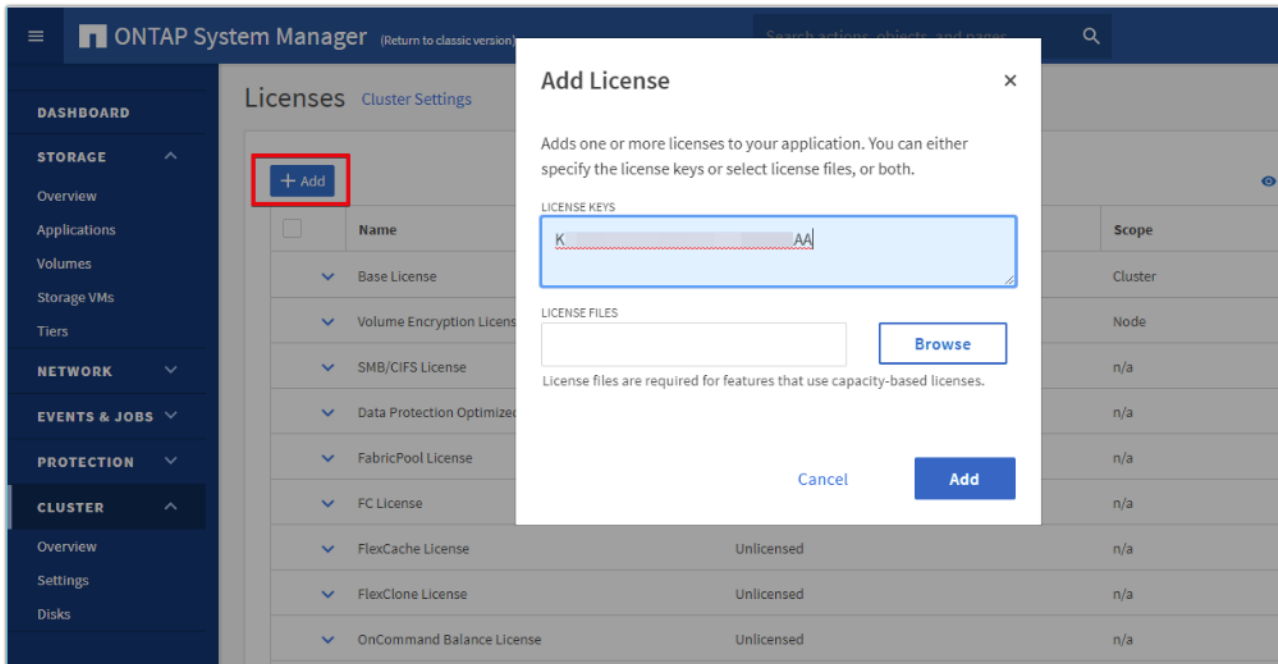 ONTAP System Manager (Return to classic version)
Search actions, objects, and pages
DASHBOARD
STORAGE
Overview
Applications
Volumes
Storage VMs
Tiers
NETWORK
EVENTS & JOBS
PROTECTION
CLUSTER
Overview
Settings
Disks
Licenses Cluster Settings
+ Add
Name Scope
Base License Cluster
Volume Encryption Node
SMB/CIFS License n/a
Data Protection n/a
FabricPool License n/a
FC License n/a
FlexCache License Unlicensed n/a
FlexClone License Unlicensed n/a
OnCommand Balance License Unlicensed n/a
Add License
Adds one or more licenses to your application. You can either
specify the license keys or select license files, or both.
LICENSE KEYS
K AA
LICENSE FILES
Browse
License files are required for features that use capacity-based licenses.
Cancel Add